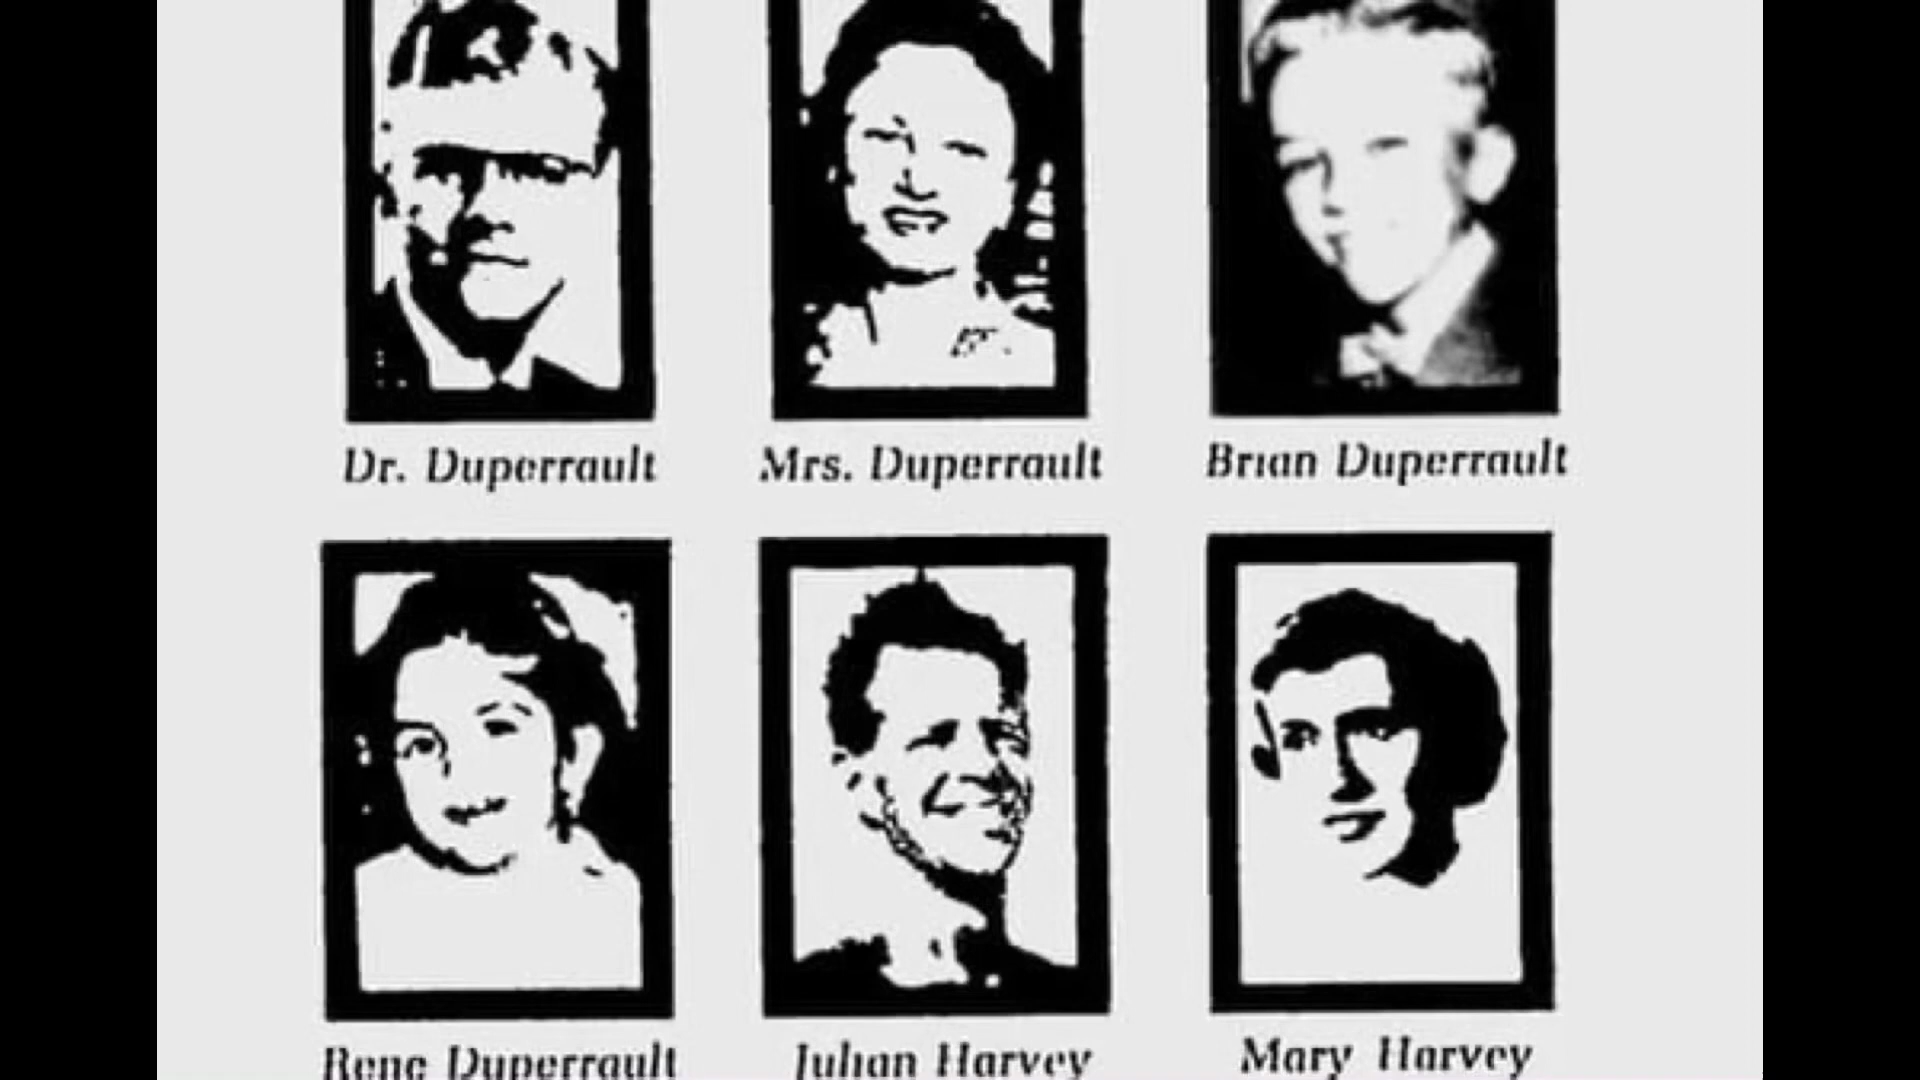 Dr. Duperrault
Mrs. Duperrault
Brian Duperrault
Rene Duperrault
Julian Harvey
Mary Harvey